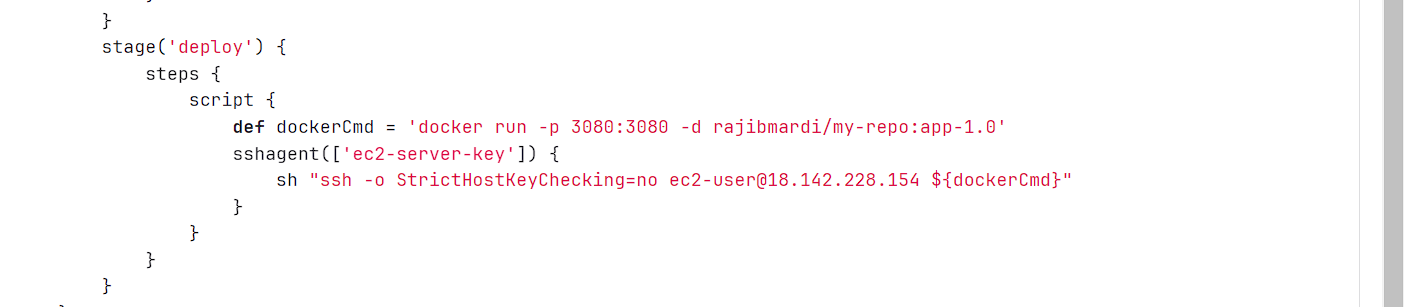 }
stage('deploy') {
steps {
script {
def dockerCmd = 'docker run -p 3080:3080 -d rajibmardi/my-repo:app-1.0'
sshagent(['ec2-server-key']) {
sh "ssh -o StrictHostKeyChecking=no ec2-user@18.142.228.154 ${dockerCmd}"
}
}
}
}